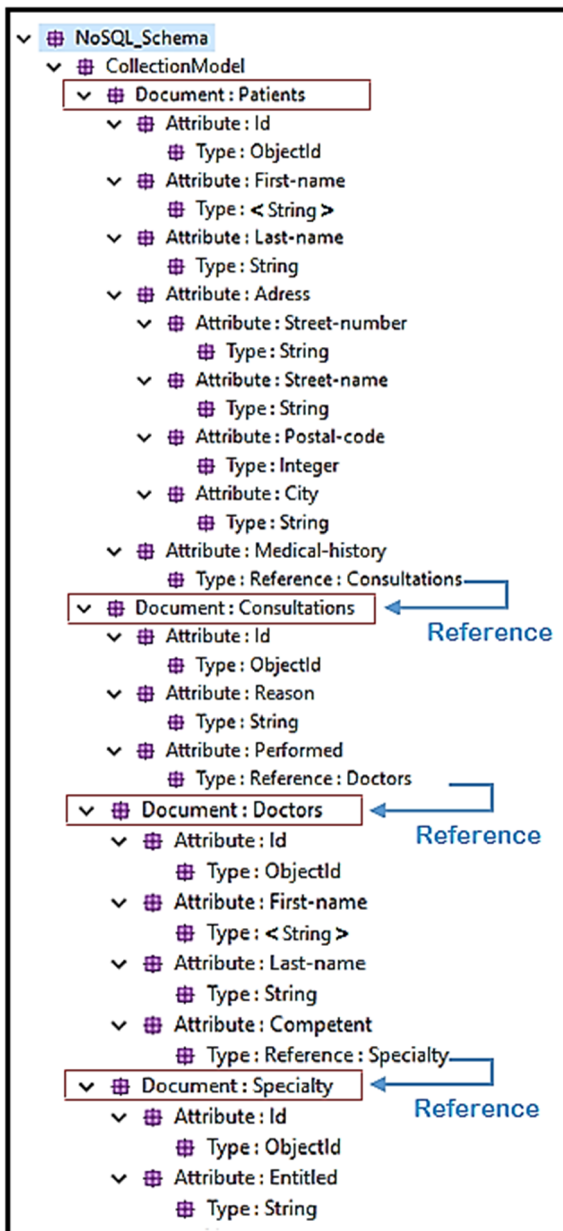 NoSQL_Schema
CollectionModel
Document : Patients
Attribute : Id
Type : ObjectId
Attribute : First-name
Type : < String >
Attribute : Last-name
Type : String
Attribute : Adress
Attribute : Street-number
Type : String
Attribute : Street-name
Type : String
Attribute : Postal-code
Type : Integer
Attribute : City
Type : String
Attribute : Medical-history
Type : Reference : Consultations
Document : Consultations
Reference
Attribute : Id
Type : ObjectId
Attribute : Reason
Type : String
Attribute : Performed
Type : Reference : Doctors
Document : Doctors
Reference
Attribute : Id
Type : ObjectId
Attribute : First-name
Type : < String >
Attribute : Last-name
Type : String
Attribute : Competent
Type : Reference : Specialty
Document : Specialty
Reference
Attribute : Id
Type : ObjectId
Attribute : Entitled
Type : String